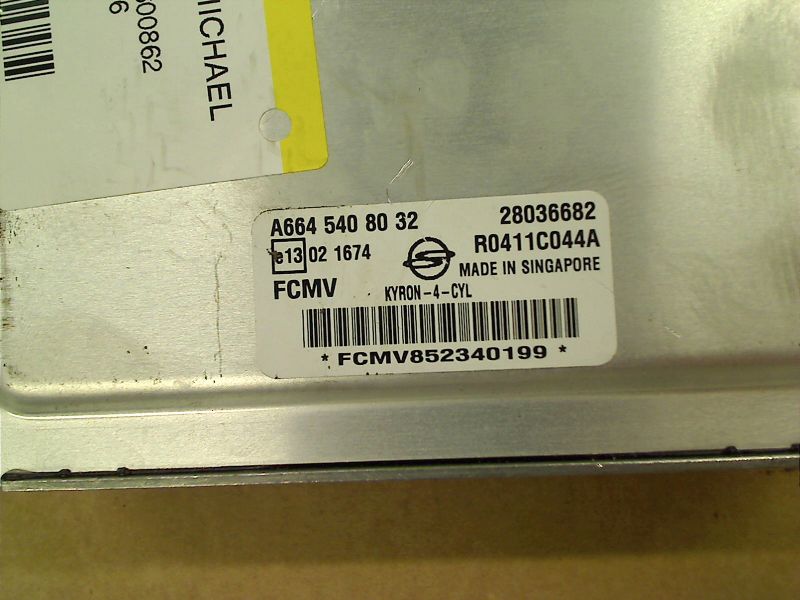 MICHAEL
00862
6
A664 540 80 32
28036682
e13 02 1674
R0411C044A
MADE IN SINGAPORE
FCMV
KYRON-4-CYL
* FCMV852340199 *